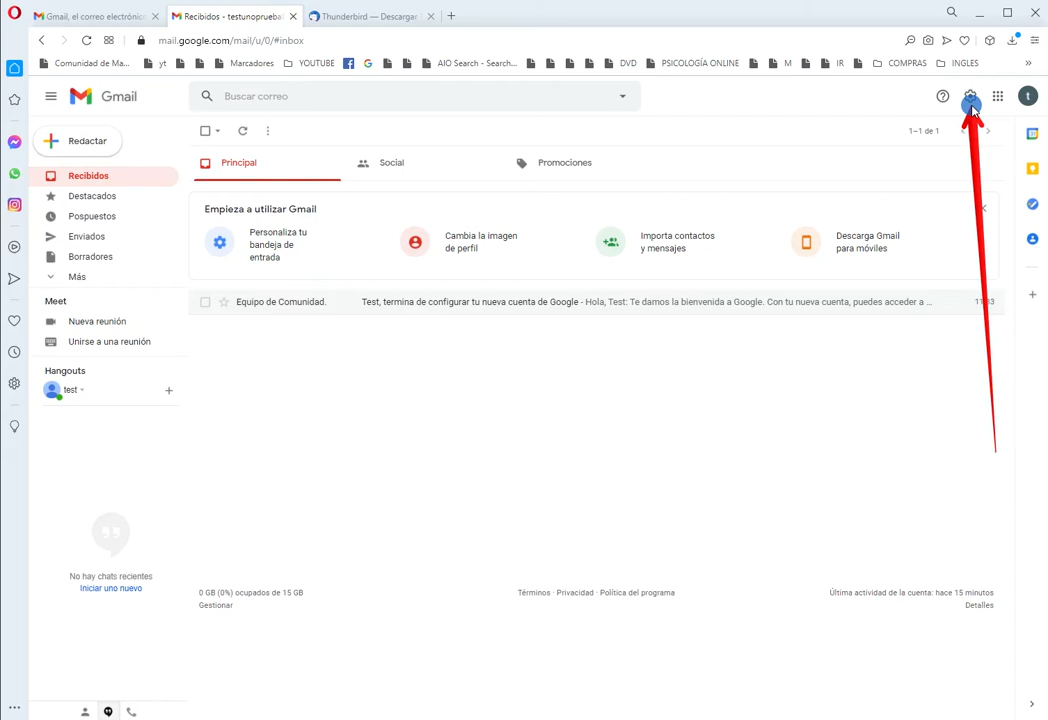 Gmail, el correo electrónic
Recibidos - testunoprueba
Thunderbird — Descargar
mail.google.com/mail/u/0/#inbox
Comunidad de Ma...
yt
Marcadores
YOUTUBE
AIO Search - Search...
DVD
PSICOLOGÍA ONLINE
M
IR
COMPRAS
INGLES
Gmail
Buscar correo
t
Redactar
1–1 de 1
Recibidos
Destacados
Pospuestos
Enviados
Borradores
Más
Principal
Social
Promociones
Empieza a utilizar Gmail
Personaliza tu
bandeja de
entrada
Cambia la imagen
de perfil
Importa contactos
y mensajes
Descarga Gmail
para móviles
Equipo de Comunidad.
Test, termina de configurar tu nueva cuenta de Google - Hola, Test: Te damos la bienvenida a Google. Con tu nueva cuenta, puedes acceder a ...
Meet
Nueva reunión
Unirse a una reunión
Hangouts
test
No hay chats recientes
Iniciar uno nuevo
0 GB (0%) ocupados de 15 GB
Gestionar
Términos · Privacidad · Política del programa
Última actividad de la cuenta: hace 15 minutos
Detalles